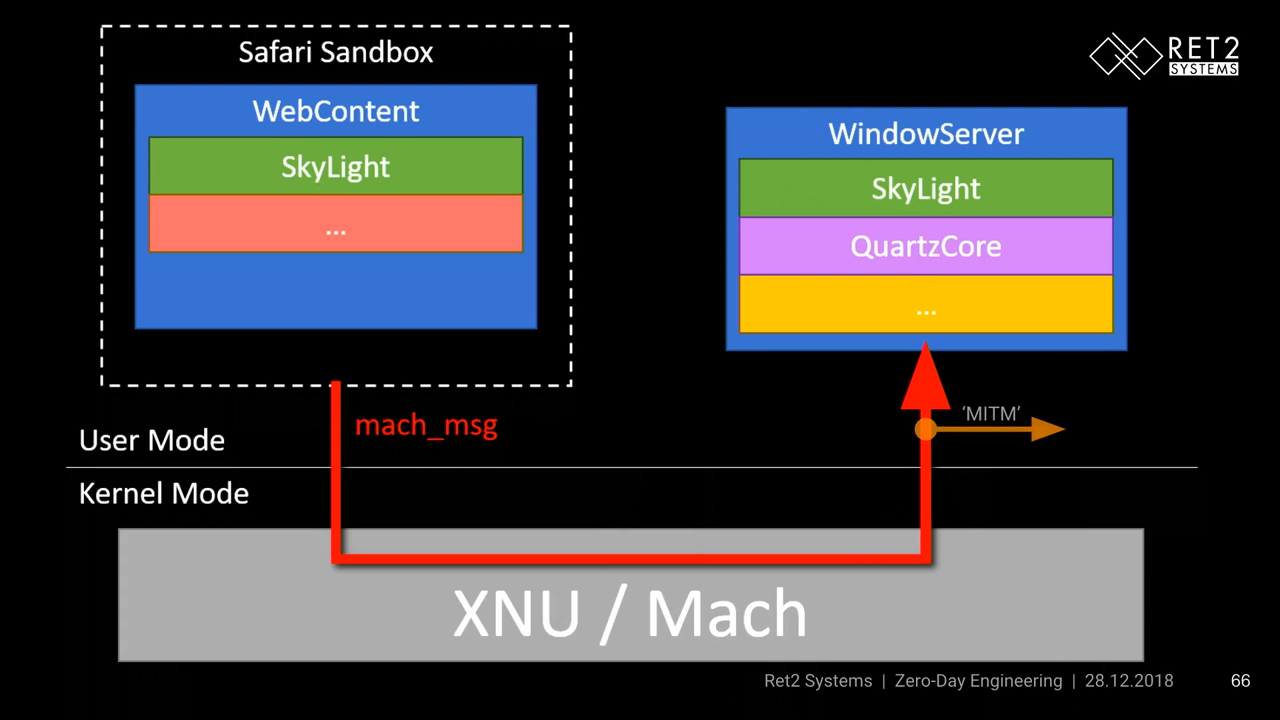 Safari Sandbox
WebContent
SkyLight
...
RET2
SYSTEMS
WindowServer
SkyLight
QuartzCore
...
mach_msg
'MITM'
User Mode
Kernel Mode
XNU / Mach
Ret2 Systems | Zero-Day Engineering | 28.12.2018
66